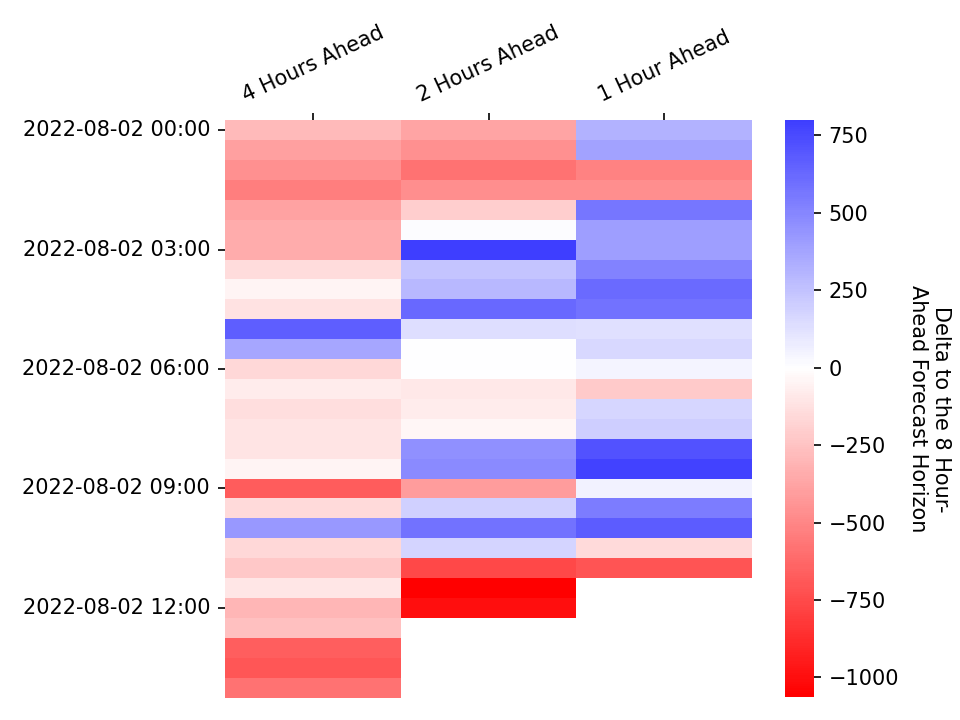 4 Hours Ahead
2 Hours Ahead
1 Hour Ahead
2022-08-02 00:00
2022-08-02 03:00
2022-08-02 06:00
2022-08-02 09:00
2022-08-02 12:00
750
500
250
0
−250
−500
−750
−1000
Delta to the 8 Hour-
Ahead Forecast Horizon